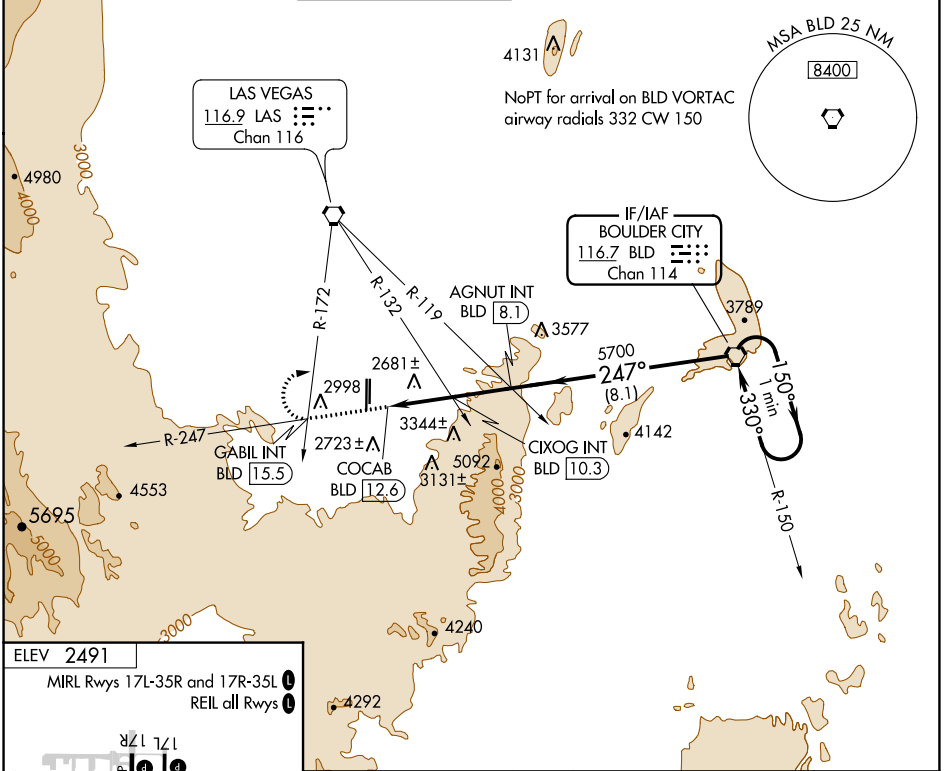 4131
MSA BLD 25 NM
8400
NoPT for arrival on BLD VORTAC
airway radials 332 CW 150
LAS VEGAS
116.9 LAS
Chan 116
3000
4980
4000
IF/IAF
BOULDER CITY
116.7 BLD
Chan 114
R-172
R-132
R-119
AGNUT INT
BLD 8.1
3577
3789
5700
247°
(8.1)
150°
1 min
330°
2681±
2998
R-247
GABIL INT
BLD 15.5
2723±
3344±
3131±
COCAB
BLD 12.6
5092
4000
3000
CIXOG INT
BLD 10.3
4142
4553
5695
5000
R-150
3000
4240
4292
ELEV 2491
MIRL Rwys 17L-35R and 17R-35L L
REIL all Rwys L
17R
17L
P
P